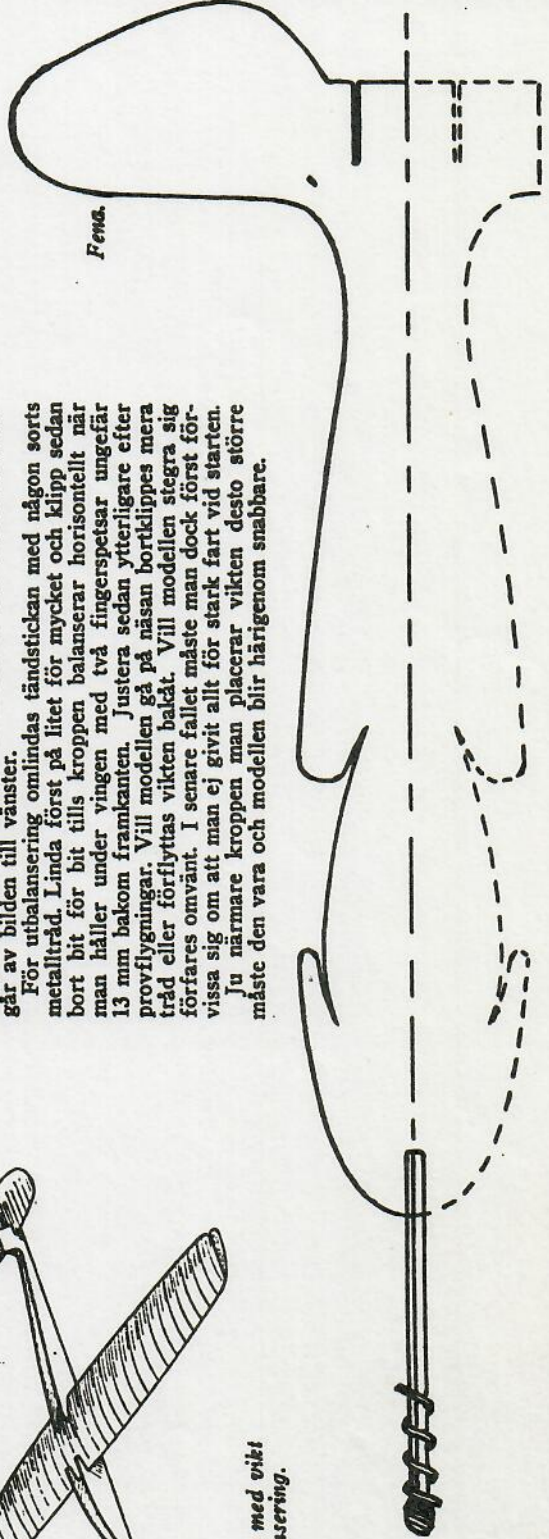 går av bilden till vänster.
För utbalansering omlindas tändstickan med någon sorts
metalltråd. Linda först på litet för mycket och klipp sedan
bort bit för bit tills kroppen balanserar horisontellt när
man håller under vingen med två fingerspetsar ungefär
13 mm bakom framkanten. Justera sedan ytterligare efter
provflygningar. Vill modellen gå på näsan bortklippes mera
tråd eller förflyttas vikten bakåt. Vill modellen stegra sig
förfares omvänt. I senare fallet måste man dock först för-
vissa sig om att man ej givit allt för stark fart vid starten.
Ju närmare kroppen man placerar vikten desto större
måste den vara och modellen blir härigenom snabbare.
Fena.
med vikt
nsering.